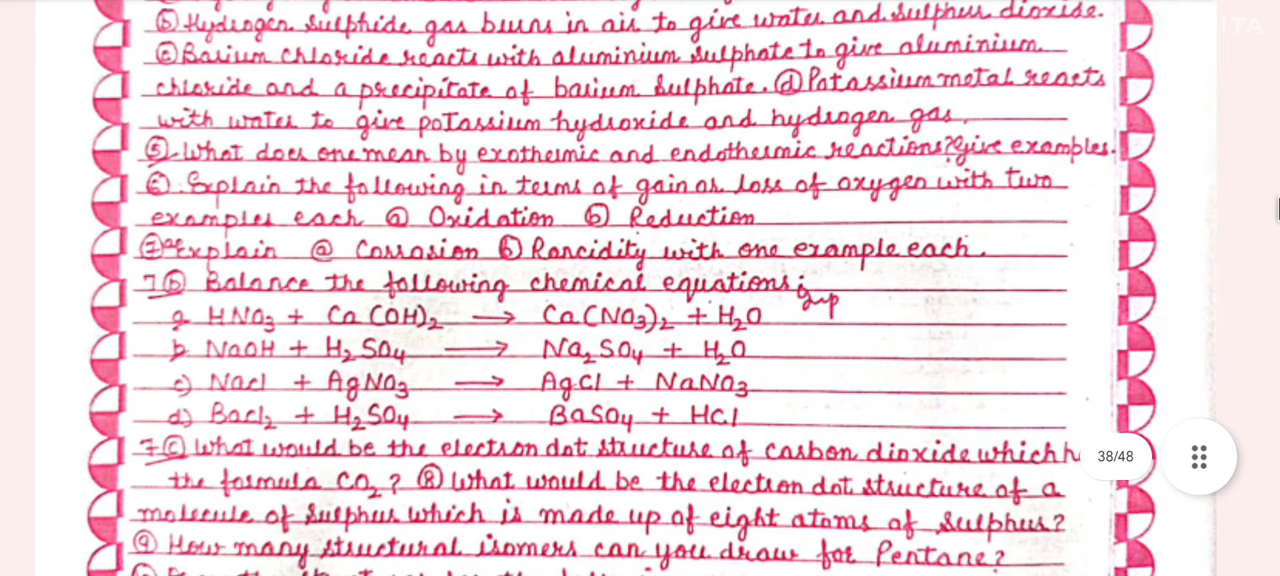 ITA
ⓑ Hydrogen sulphide gas burns in air to give water and sulphur dioxide.
ⓒ Barium chloride reacts with aluminium sulphate to give aluminium
chloride and a precipitate of barium sulphate. ⓓ Potassium metal reacts
with water to give potassium hydroxide and hydrogen gas.
⑤ What does one mean by exothermic and endothermic reactions? Give examples.
⑥ Explain the following in terms of gain or loss of oxygen with two
examples each ⓐ Oxidation ⓑ Reduction
⑦ⓐ Explain ⓐ Corrosion ⓑ Rancidity with one example each.
7ⓑ Balance the following chemical equations;
a HNO₃ + Ca(OH)₂ → Ca(NO₃)₂ + H₂O
b NaOH + H₂SO₄ → Na₂SO₄ + H₂O
c) Nacl + AgNO₃ → AgCl + NaNO₃
d) Bacl₂ + H₂SO₄ → BaSO₄ + HCl
7ⓒ What would be the electron dot structure of carbon dioxide which
38/48
the formula CO₂? ⑧ What would be the electron dot structure of a
molecule of sulphur which is made up of eight atoms of sulphur?
⑨ How many structural isomers can you draw for Pentane?